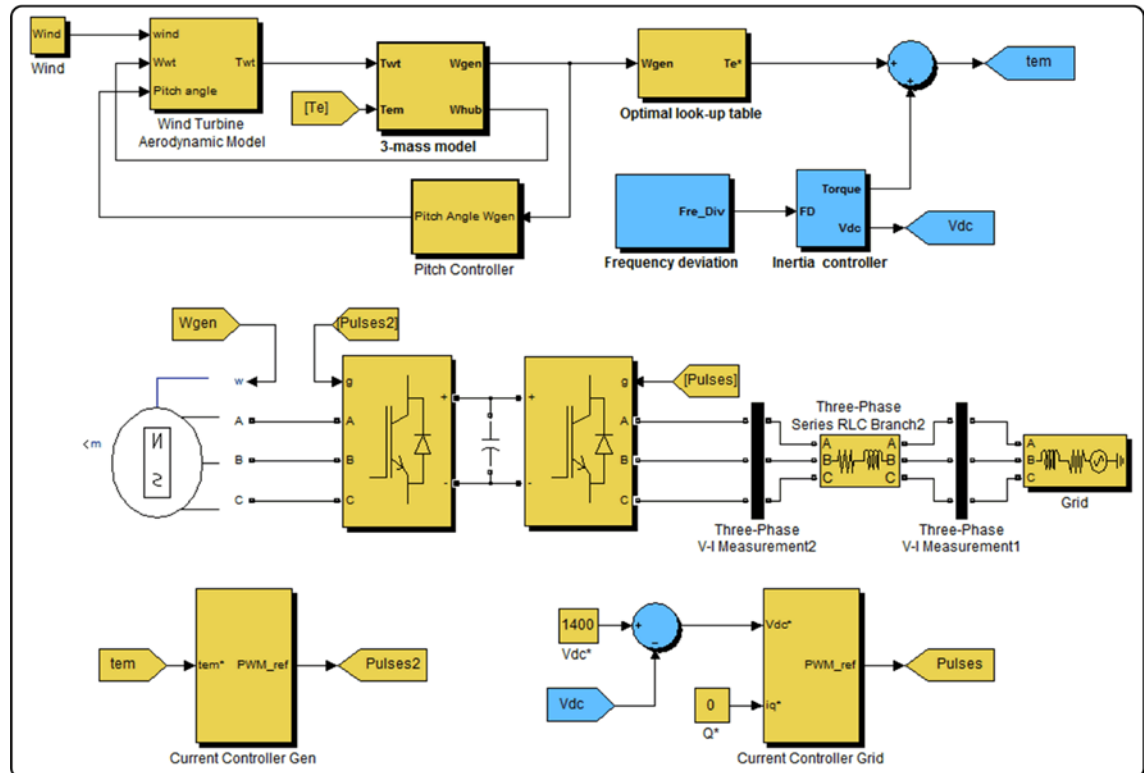 Wind
Wind
wind
Wwt
Pitch angle
Twt
Wind Turbine
Aerodynamic Model
[Te]
Twt
Tem
Wgen
Whub
3-mass model
Wgen
Te*
Optimal look-up table
+
+
tem
Pitch Angle Wgen
Pitch Controller
Fre_Div
Frequency deviation
FD
Torque
Vdc
Inertia controller
Vdc
Wgen
[Pulses2]
<m
N
S
w
A
B
C
g
A
B
C
+
-
+
-
g
A
B
C
[Pulses]
Three-Phase
V-I Measurement2
Three-Phase
Series RLC Branch2
A
B
C
A
B
C
Three-Phase
V-I Measurement1
A
B
C
Grid
tem
tem*
PWM_ref
Pulses2
Current Controller Gen
1400
Vdc*
+
−
Vdc
0
Q*
Vdc*
iq*
PWM_ref
Pulses
Current Controller Grid